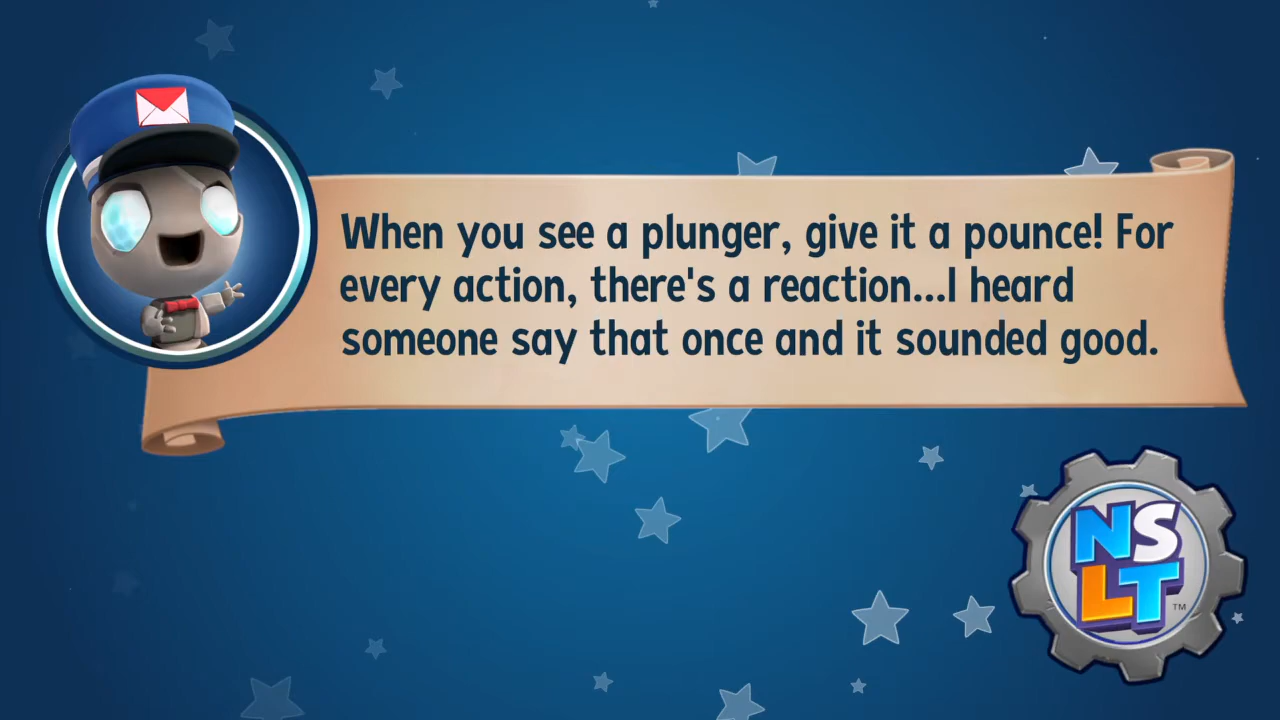 When you see a plunger, give it a pounce! For
every action, there's a reaction...I heard
someone say that once and it sounded good.
NS
LT
TM